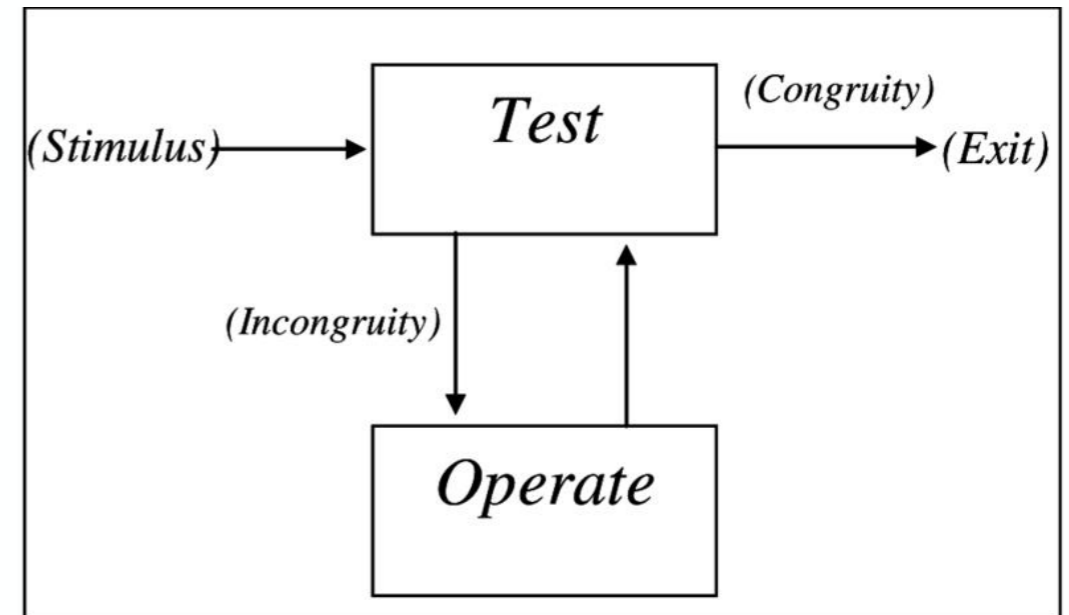 (Congruity)
Test
(Stimulus)
(Exit)
(Incongruity)
Operate